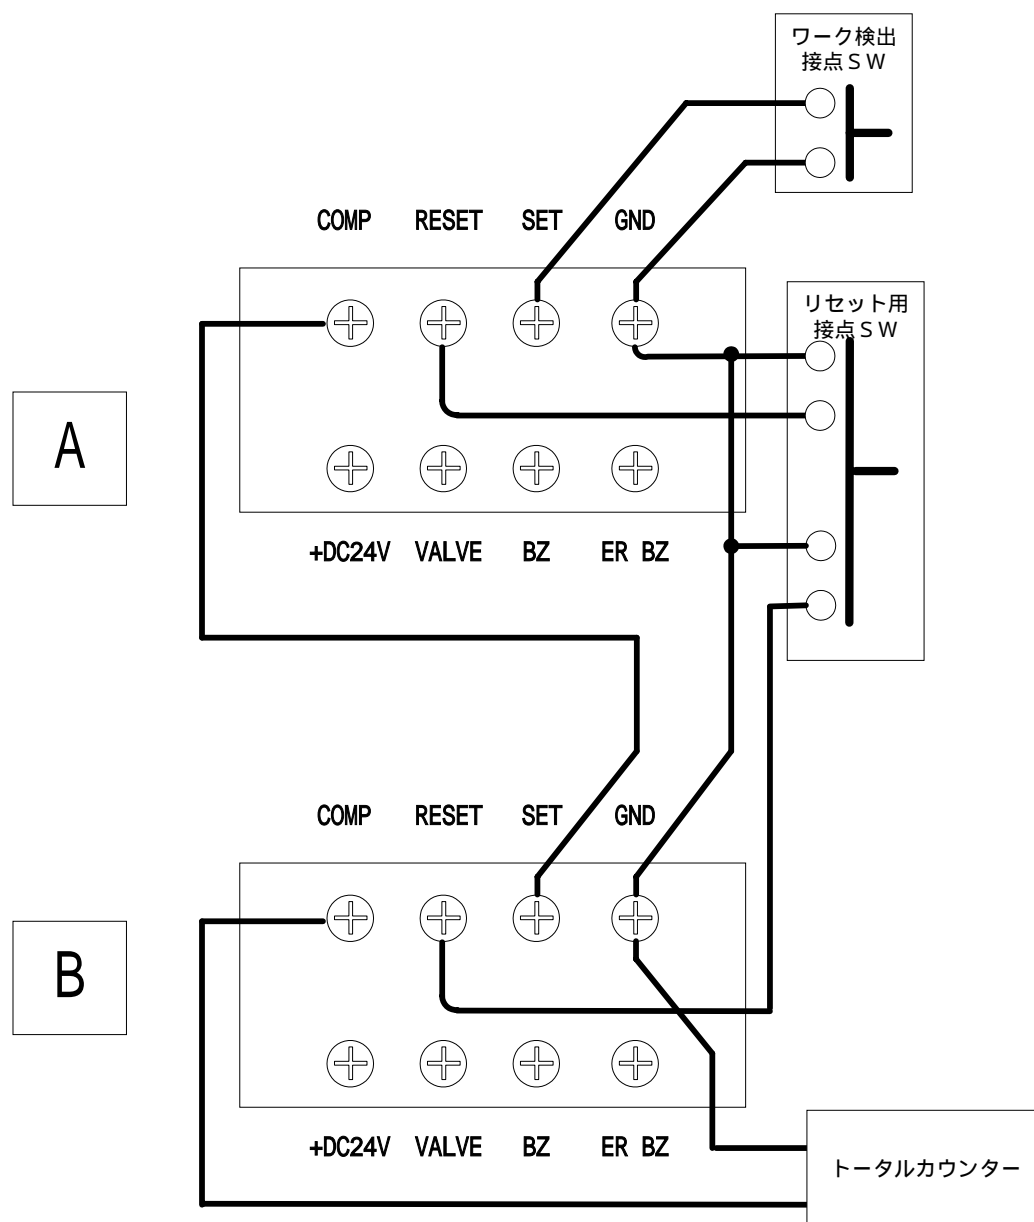 ワーク検出
接点ＳＷ
COMP RESET SET GND
リセット用
接点ＳＷ
A
+DC24V VALVE BZ ER BZ
COMP RESET SET GND
B
+DC24V VALVE BZ ER BZ
トータルカウンター